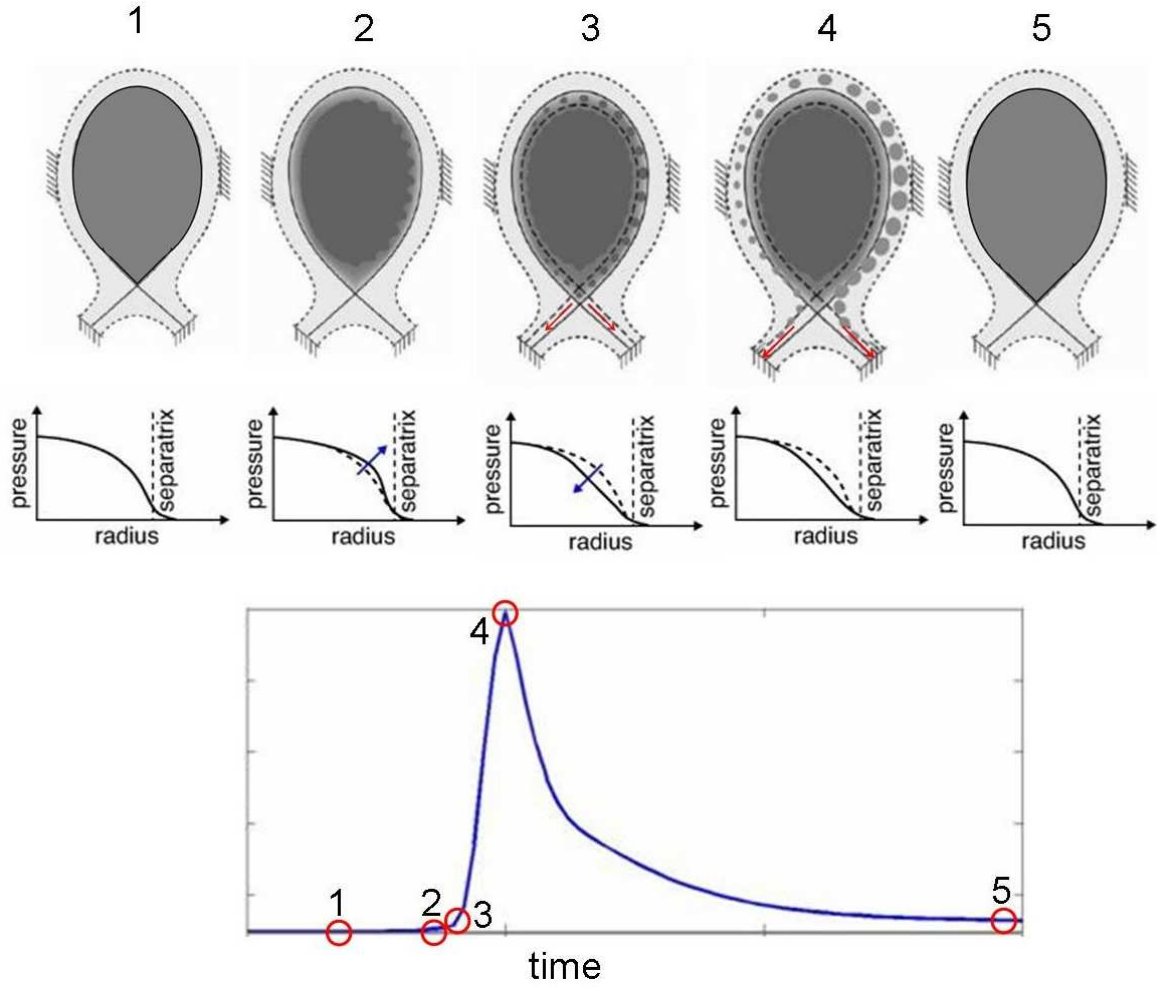 1 2 3 4 5
pressure separatrix pressure separatrix pressure separatrix pressure separatrix pressure separatrix
radius radius radius radius radius
4
1 2 3 5
time